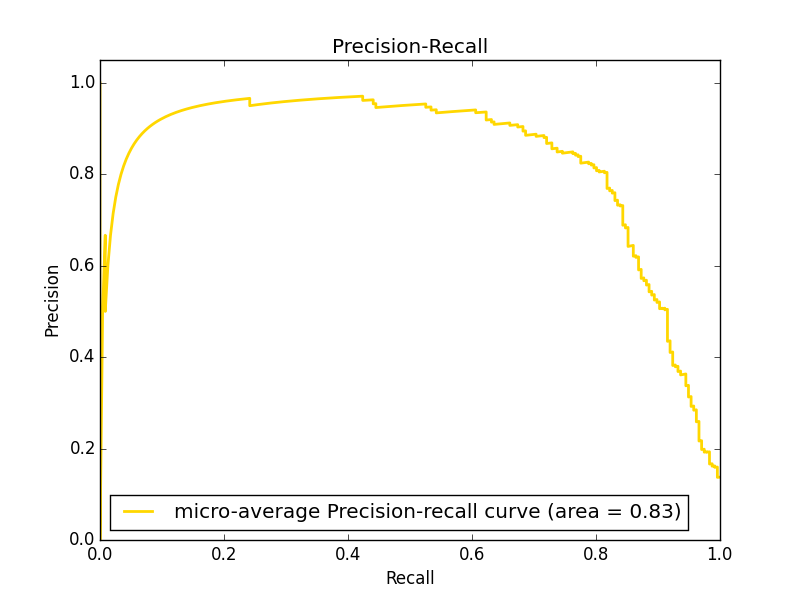 Precision-Recall
1.0
0.8
0.6
0.4
0.2
0.0
Precision
micro-average Precision-recall curve (area = 0.83)
0.0 0.2 0.4 0.6 0.8 1.0
Recall